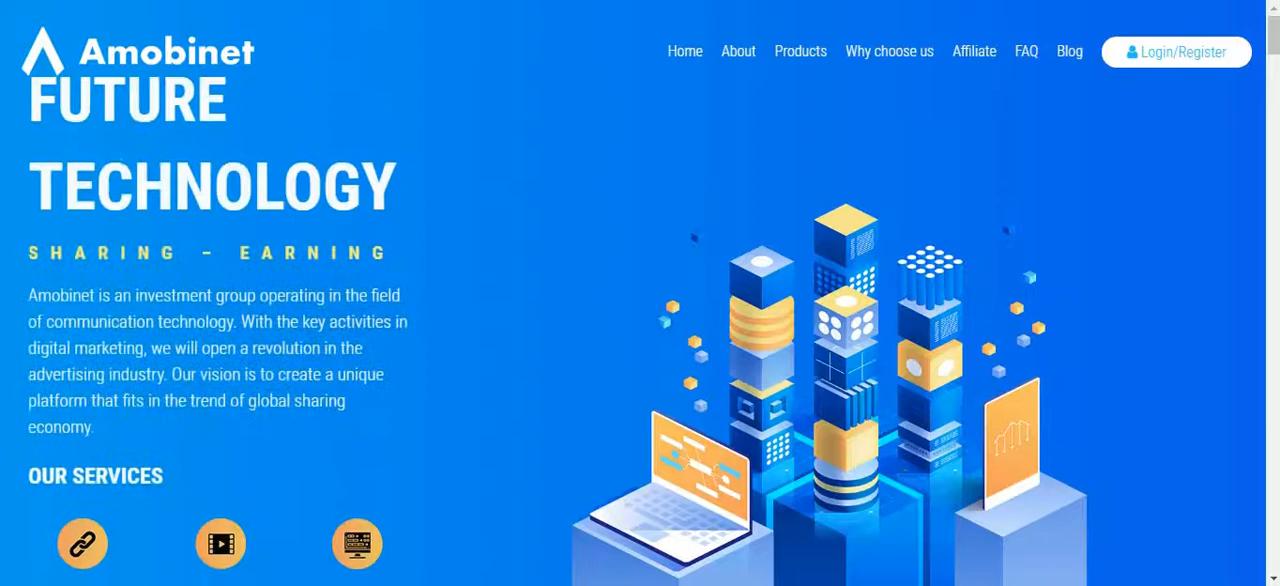 Amobinet
Home About Products Why choose us Affiliate FAQ Blog Login/Register
FUTURE
TECHNOLOGY
SHARING – EARNING
Amobinet is an investment group operating in the field
of communication technology. With the key activities in
digital marketing, we will open a revolution in the
advertising industry. Our vision is to create a unique
platform that fits in the trend of global sharing
economy.
OUR SERVICES